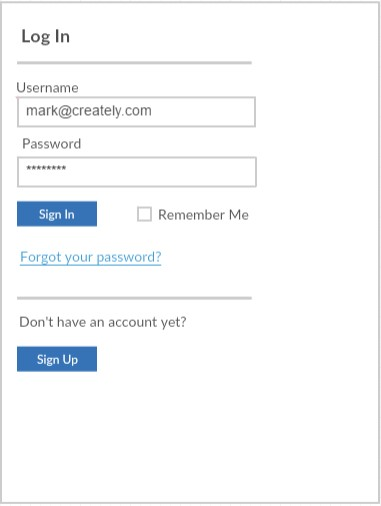 Log In
Username
mark@creately.com
Password
********
Sign In
Remember Me
Forgot your password?
Don't have an account yet?
Sign Up